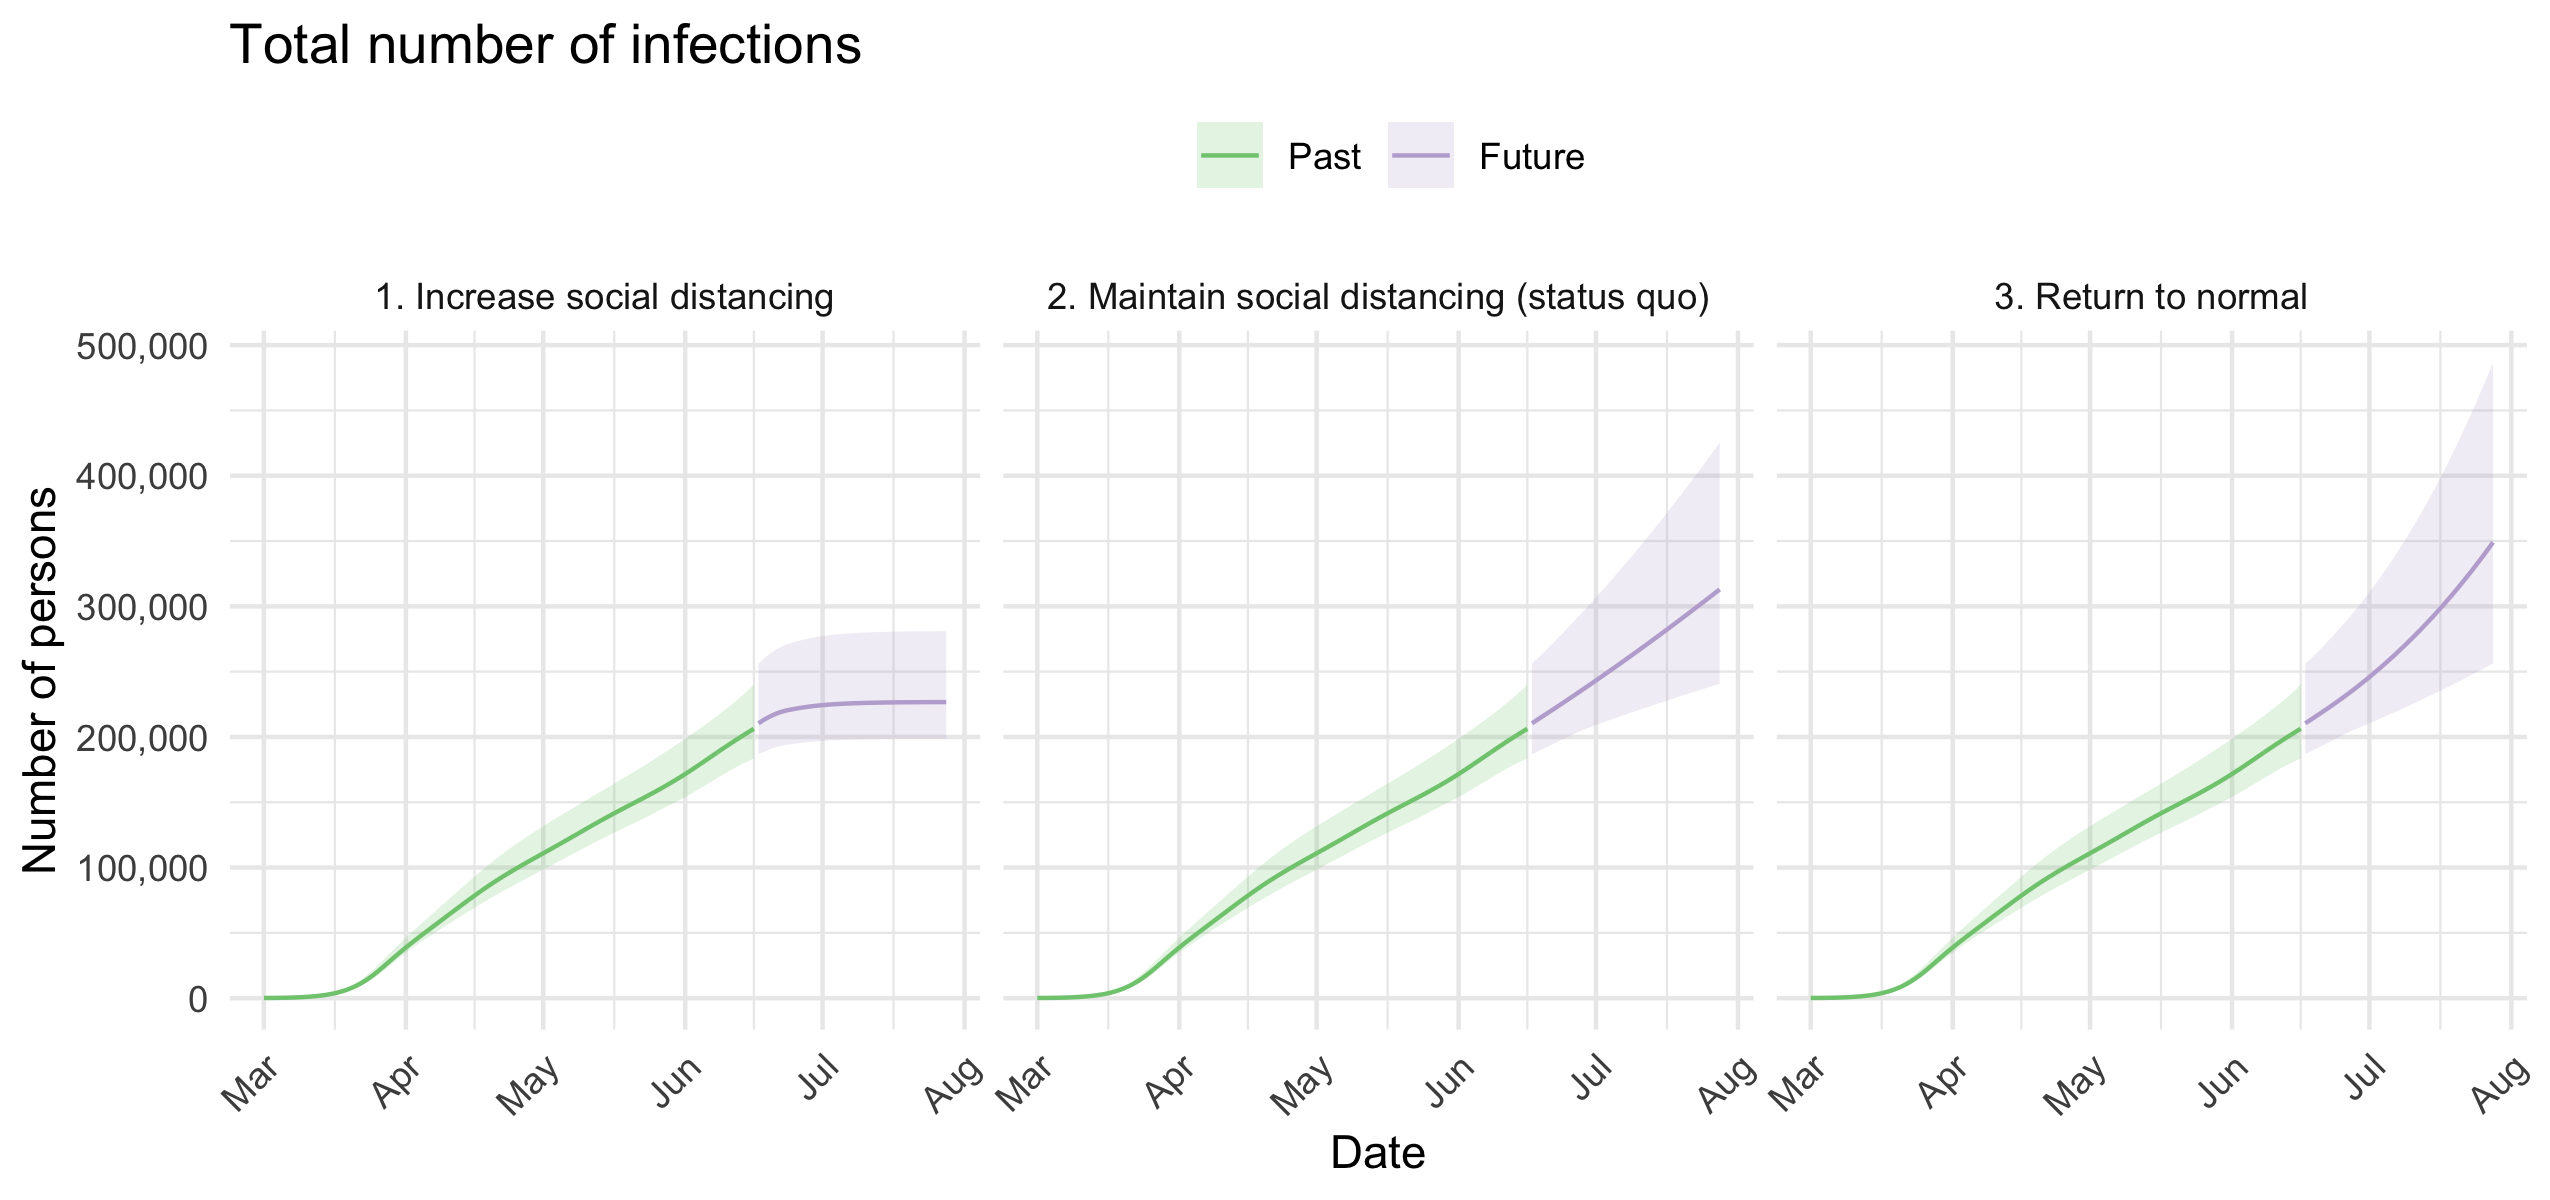 Total number of infections
Past Future
1. Increase social distancing
2. Maintain social distancing (status quo)
3. Return to normal
Number of persons
500,000
400,000
300,000
200,000
100,000
0
Mar Apr May Jun Jul Aug
Mar Apr May Jun Jul Aug
Mar Apr May Jun Jul Aug
Date